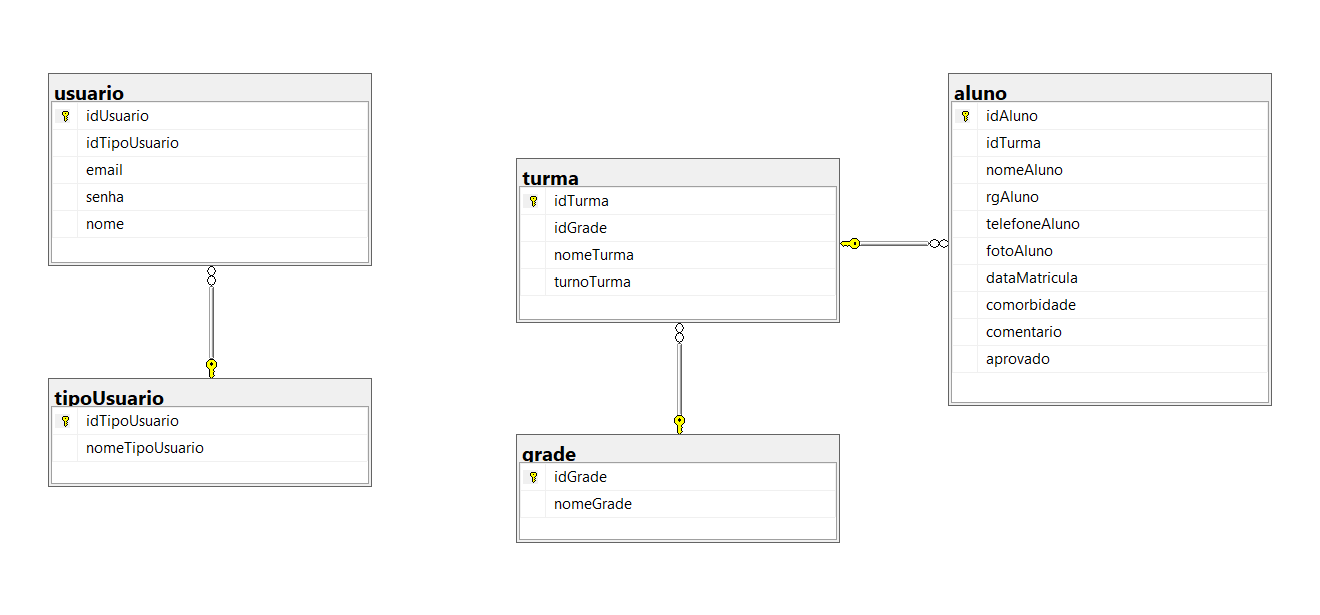 usuario
idUsuario
idTipoUsuario
email
senha
nome
tipoUsuario
idTipoUsuario
nomeTipoUsuario
turma
idTurma
idGrade
nomeTurma
turnoTurma
grade
idGrade
nomeGrade
aluno
idAluno
idTurma
nomeAluno
rgAluno
telefoneAluno
fotoAluno
dataMatricula
comorbidade
comentario
aprovado